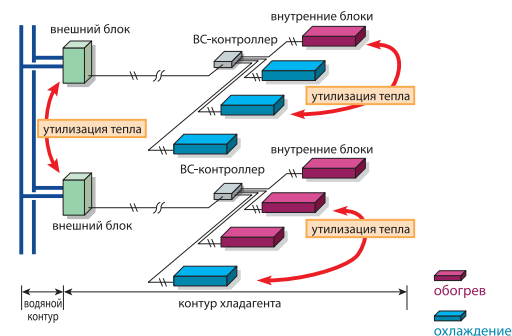 внутренние блоки
внешний блок
ВС-контроллер
утилизация тепла
утилизация тепла
внутренние блоки
ВС-контроллер
внешний блок
утилизация тепла
обогрев
водяной
контур
контур хладагента
охлаждение